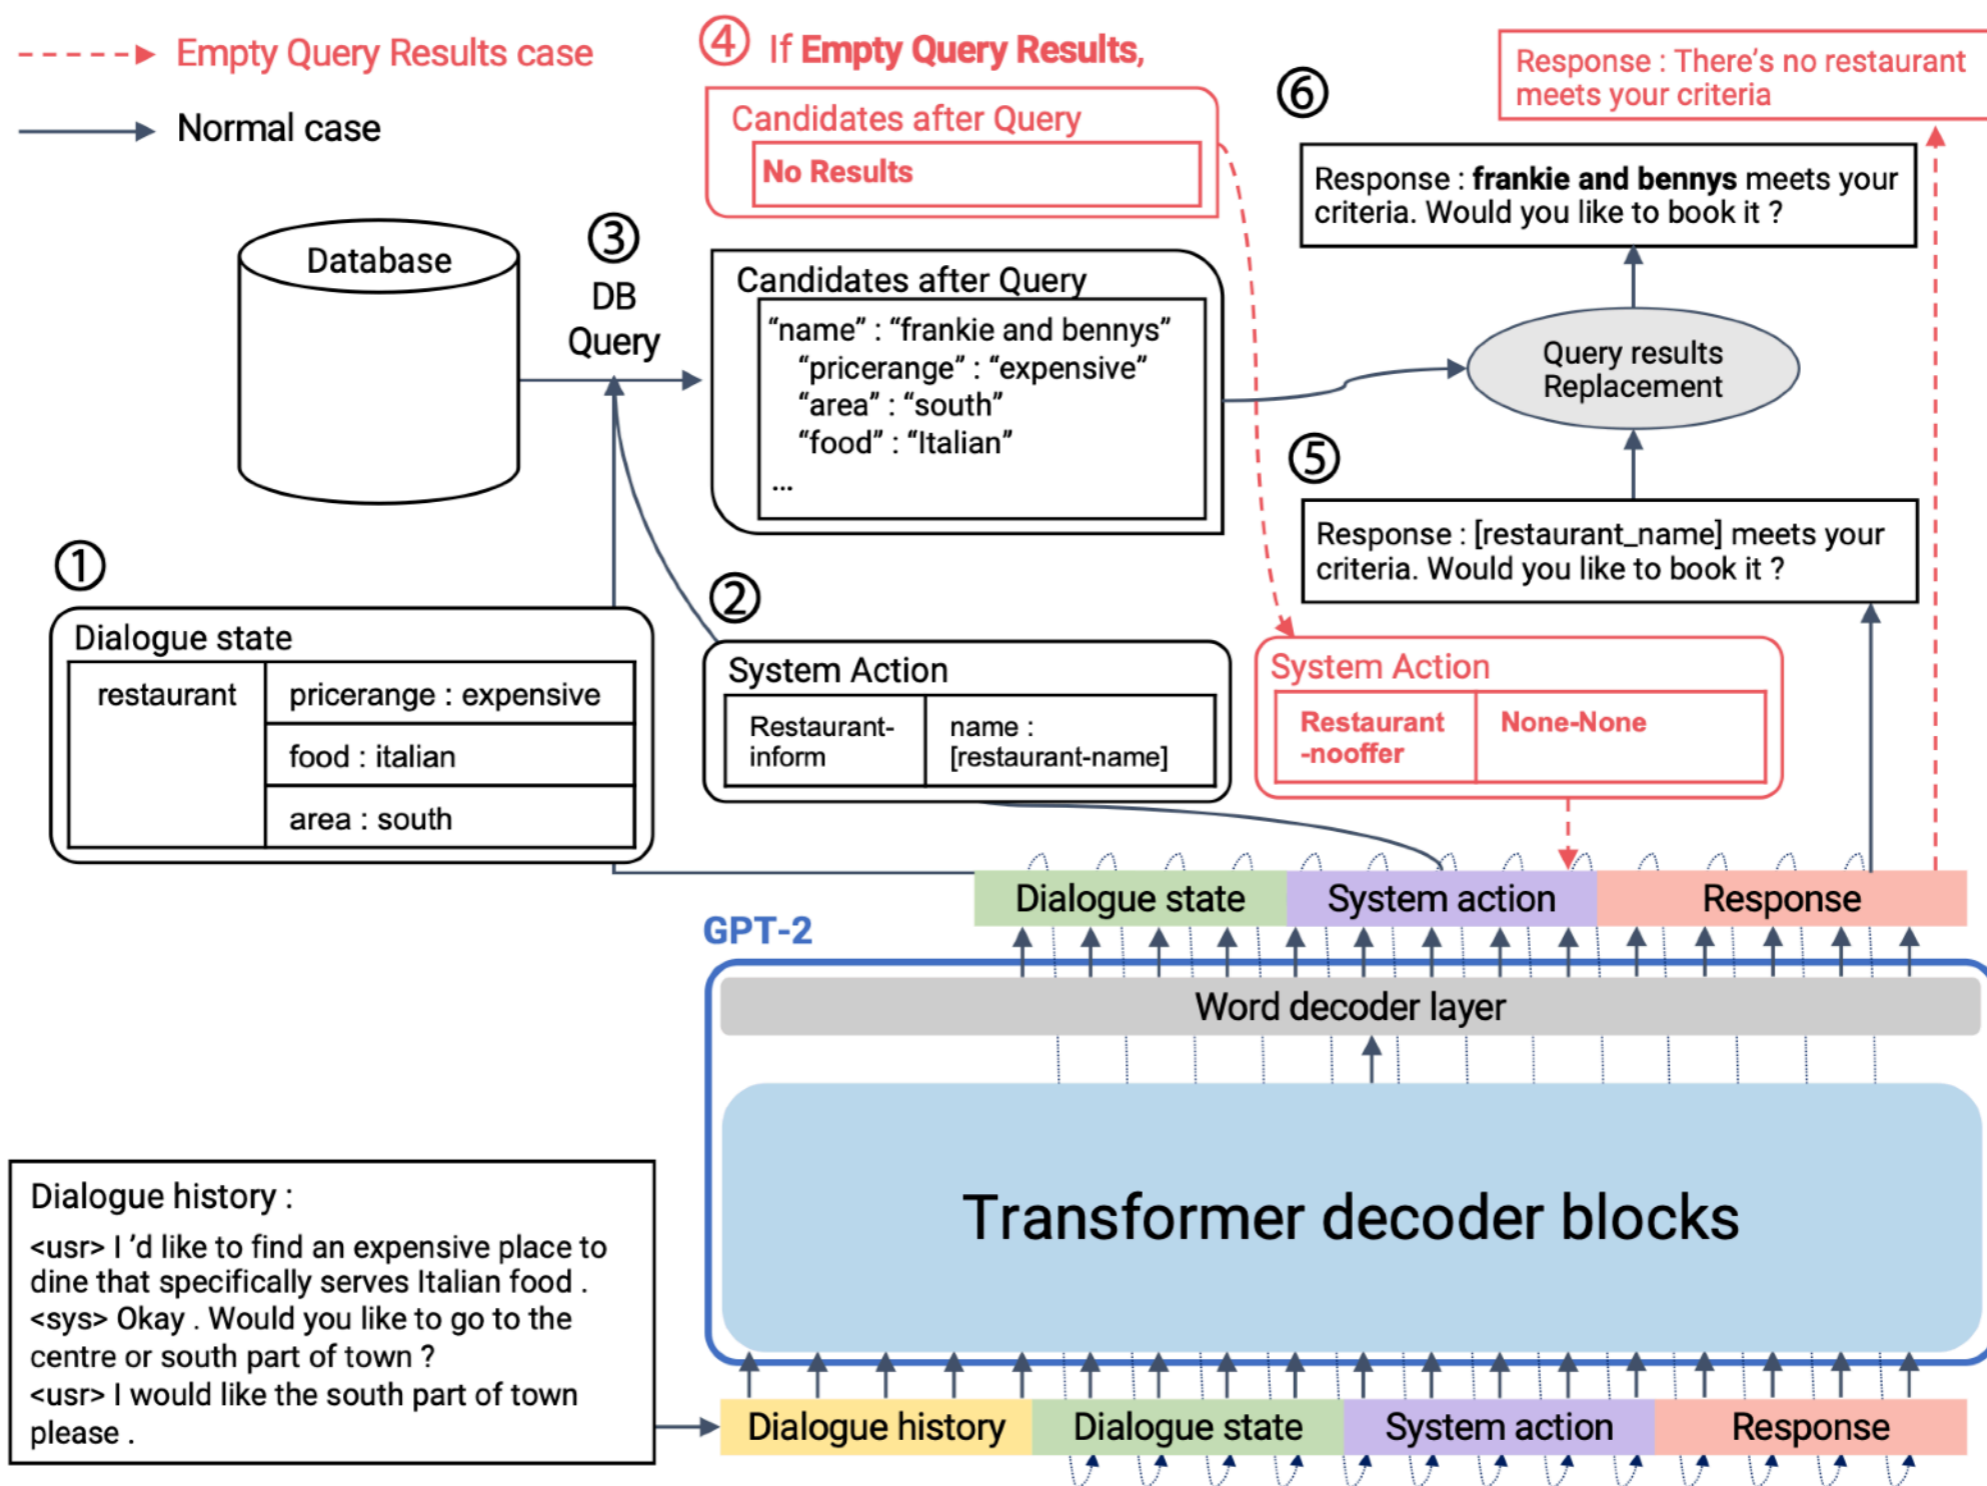 Empty Query Results case
Normal case
④ If Empty Query Results,
Candidates after Query
No Results
⑥
Response : There's no restaurant
meets your criteria
Response : frankie and bennys meets your
criteria. Would you like to book it ?
Database
③
DB
Query
Candidates after Query
“name” : “frankie and bennys”
“pricerange” : “expensive”
“area” : “south”
“food” : “Italian”
...
Query results
Replacement
⑤
Response : [restaurant_name] meets your
criteria. Would you like to book it ?
①
Dialogue state
restaurant
pricerange : expensive
food : italian
area : south
②
System Action
Restaurant-
inform
name :
[restaurant-name]
System Action
Restaurant
-nooffer
None-None
Dialogue state
System action
Response
GPT-2
Word decoder layer
Transformer decoder blocks
Dialogue history :
<usr> I ’d like to find an expensive place to
dine that specifically serves Italian food .
<sys> Okay . Would you like to go to the
centre or south part of town ?
<usr> I would like the south part of town
please .
Dialogue history
Dialogue state
System action
Response